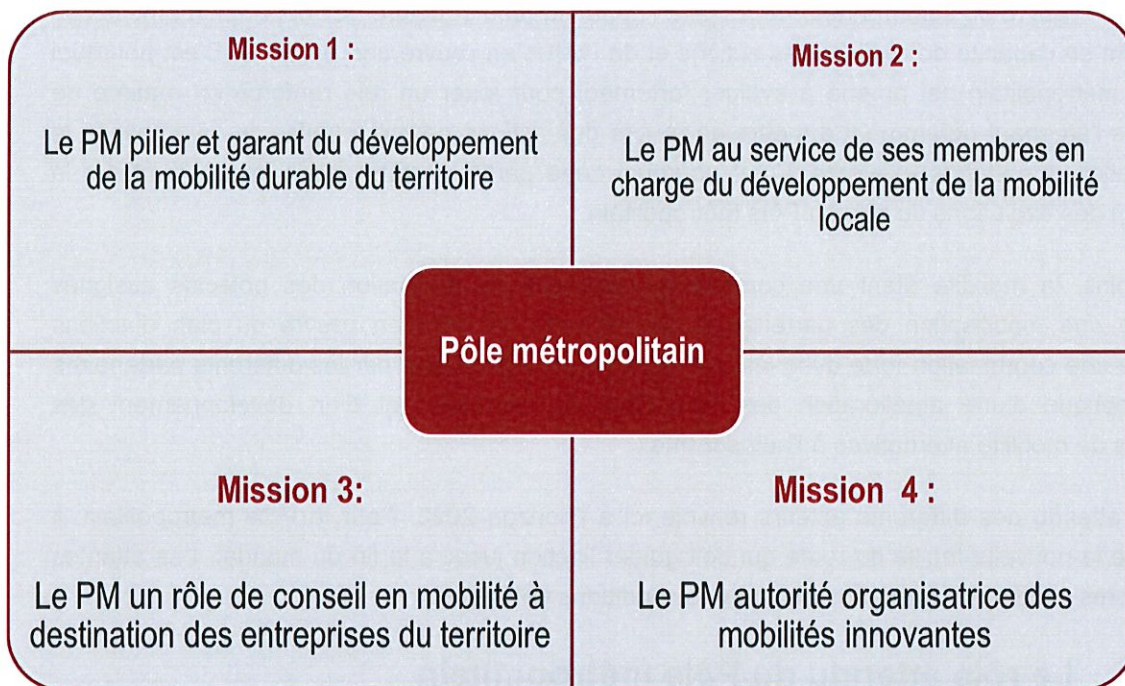 Mission 1 :
Le PM pilier et garant du développement
de la mobilité durable du territoire
Mission 2 :
Le PM au service de ses membres en
charge du développement de la mobilité
locale
Pôle métropolitain
Mission 3:
Le PM un rôle de conseil en mobilité à
destination des entreprises du territoire
Mission 4 :
Le PM autorité organisatrice des
mobilités innovantes